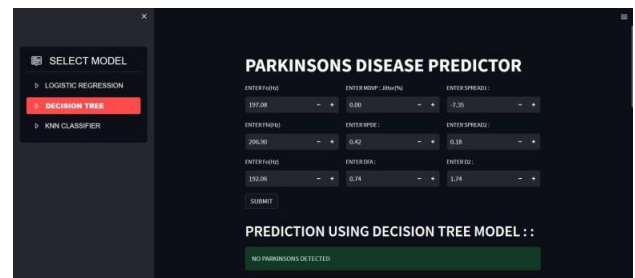 SELECT MODEL
LOGISTIC REGRESSION
DECISION TREE
KNN CLASSIFIER
PARKINSONS DISEASE PREDICTOR
ENTER Fo(Hz) ENTER MDVP : Jitter(%) ENTER SPREAD1 :
197.08 - + 0.00 - + -7.35 - +
ENTER Fhi(Hz) ENTER RPDE : ENTER SPREAD2 :
206.90 - + 0.42 - + 0.18 - +
ENTER Fo(Hz) ENTER DFA : ENTER D2 :
192.06 - + 0.74 - + 1.74 - +
SUBMIT
PREDICTION USING DECISION TREE MODEL : :
NO PARKINSONS DETECTED